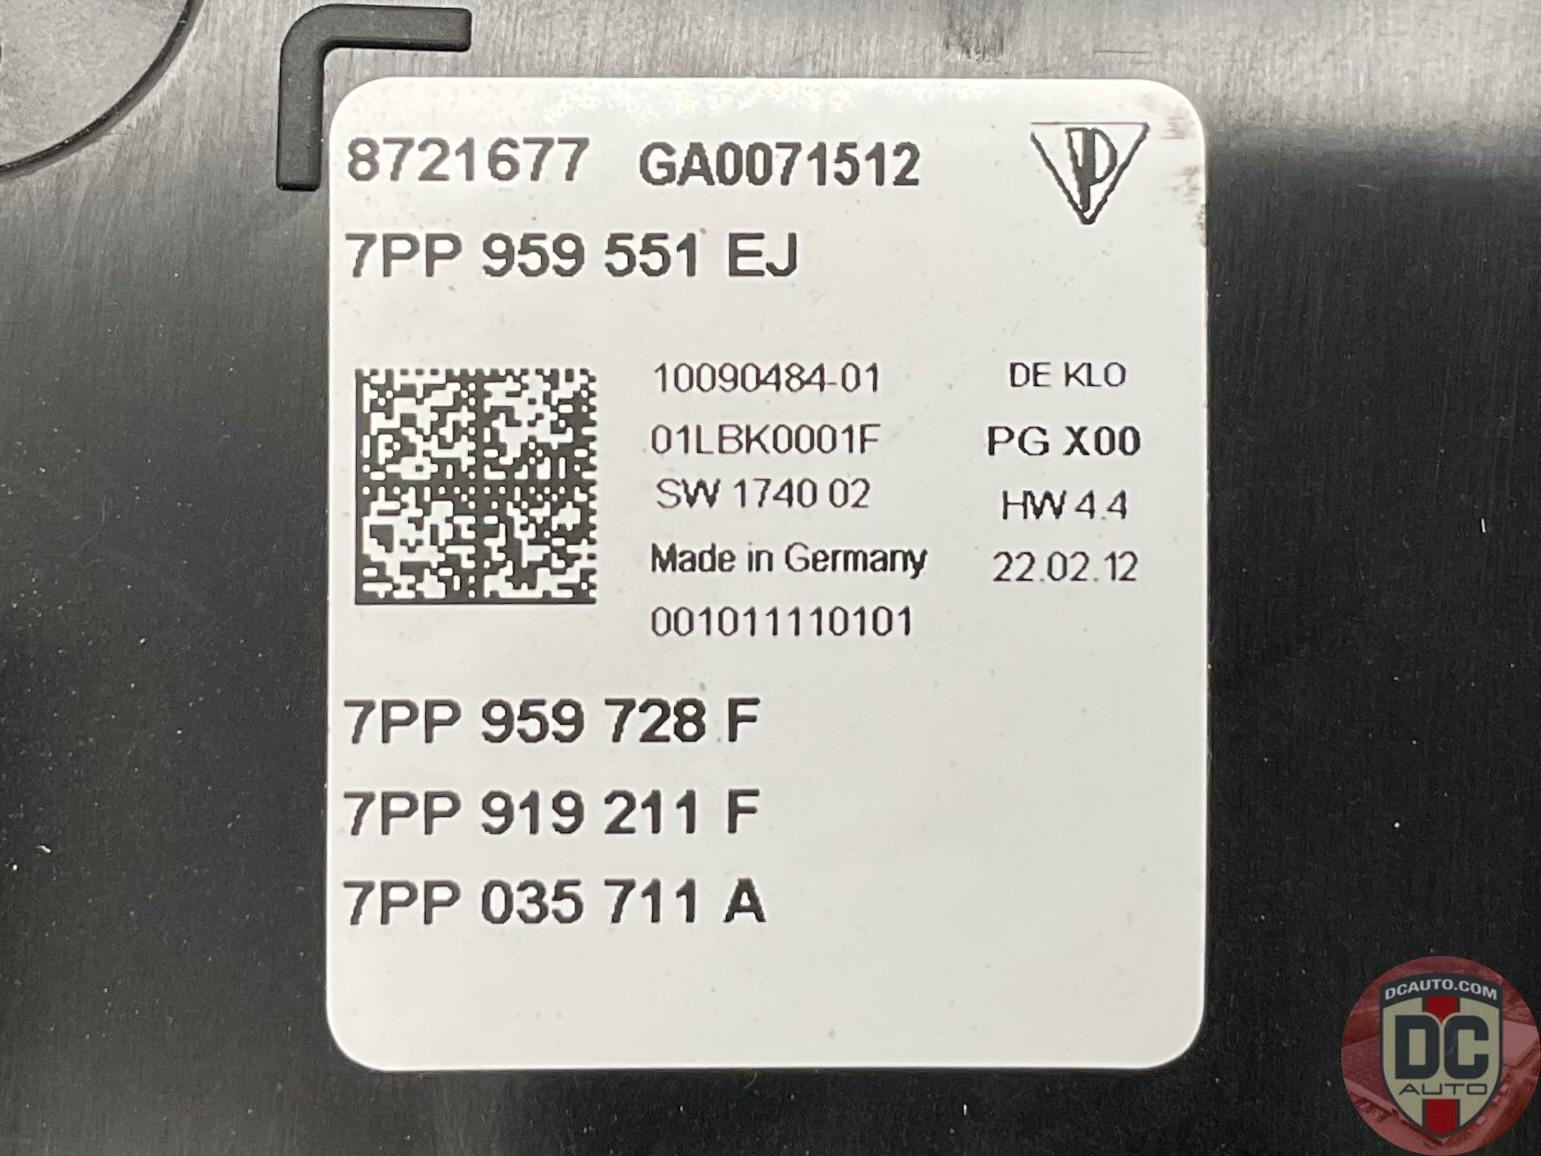 8721677 GA0071512
7PP 959 551 EJ
10090484-01 DE KLO
01LBK0001F PG X00
SW 1740 02 HW 4.4
Made in Germany 22.02.12
001011110101
7PP 959 728 F
7PP 919 211 F
7PP 035 711 A
DCAUTO.COM
DC
AUTO